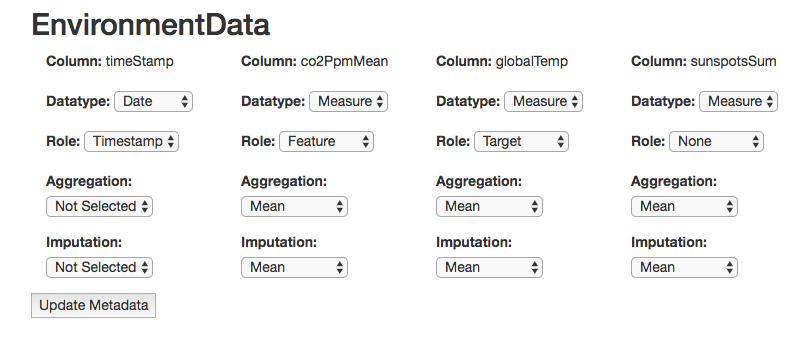 EnvironmentData
Column: timeStamp Column: co2PpmMean Column: globalTemp Column: sunspotsSum
Datatype: Date Datatype: Measure Datatype: Measure Datatype: Measure
Role: Timestamp Role: Feature Role: Target Role: None
Aggregation: Aggregation: Aggregation: Aggregation:
Not Selected Mean Mean Mean
Imputation: Imputation: Imputation: Imputation:
Not Selected Mean Mean Mean
Update Metadata